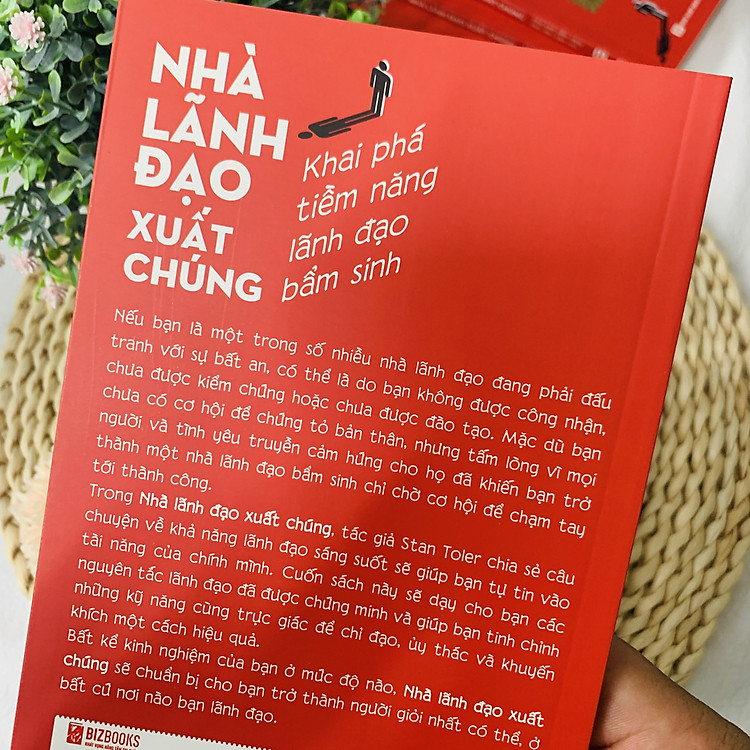 NHÀ
LÃNH
ĐẠO
XUẤT
CHÚNG
Khai phá
tiềm năng
lãnh đạo
bẩm sinh
Nếu bạn là một trong số nhiều nhà lãnh đạo đang phải đấu
tranh với sự bất an, có thể là do bạn không được công nhận,
chưa được kiểm chứng hoặc chưa được đào tạo. Mặc dù bạn
chưa có cơ hội để chứng tỏ bản thân, nhưng tấm lòng vì mọi
người và tình yêu truyền cảm hứng cho họ đã khiến bạn trở
thành một nhà lãnh đạo bẩm sinh chỉ chờ cơ hội để chạm tay
tới thành công.
Trong Nhà lãnh đạo xuất chúng, tác giả Stan Toler chia sẻ câu
chuyện về khả năng lãnh đạo sáng suốt sẽ giúp bạn tự tin vào
tài năng của chính mình. Cuốn sách này sẽ dạy cho bạn các
nguyên tắc lãnh đạo đã được chứng minh và giúp bạn tinh chỉnh
những kỹ năng cùng trực giác để chỉ đạo, ủy thác và khuyến
khích một cách hiệu quả.
Bất kể kinh nghiệm của bạn ở mức độ nào, Nhà lãnh đạo xuất
chúng sẽ chuẩn bị cho bạn trở thành người giỏi nhất có thể, ở
bất cứ nơi nào bạn lãnh đạo.
BIZBOOKS